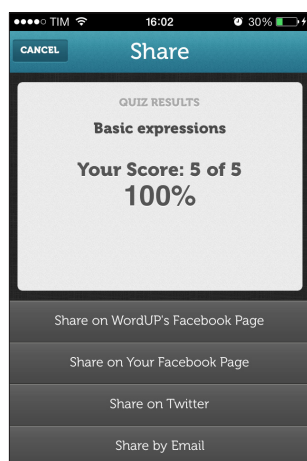 TIM 16:02 30%
CANCEL Share
QUIZ RESULTS
Basic expressions
Your Score: 5 of 5
100%
Share on WordUP's Facebook Page
Share on Your Facebook Page
Share on Twitter
Share by Email